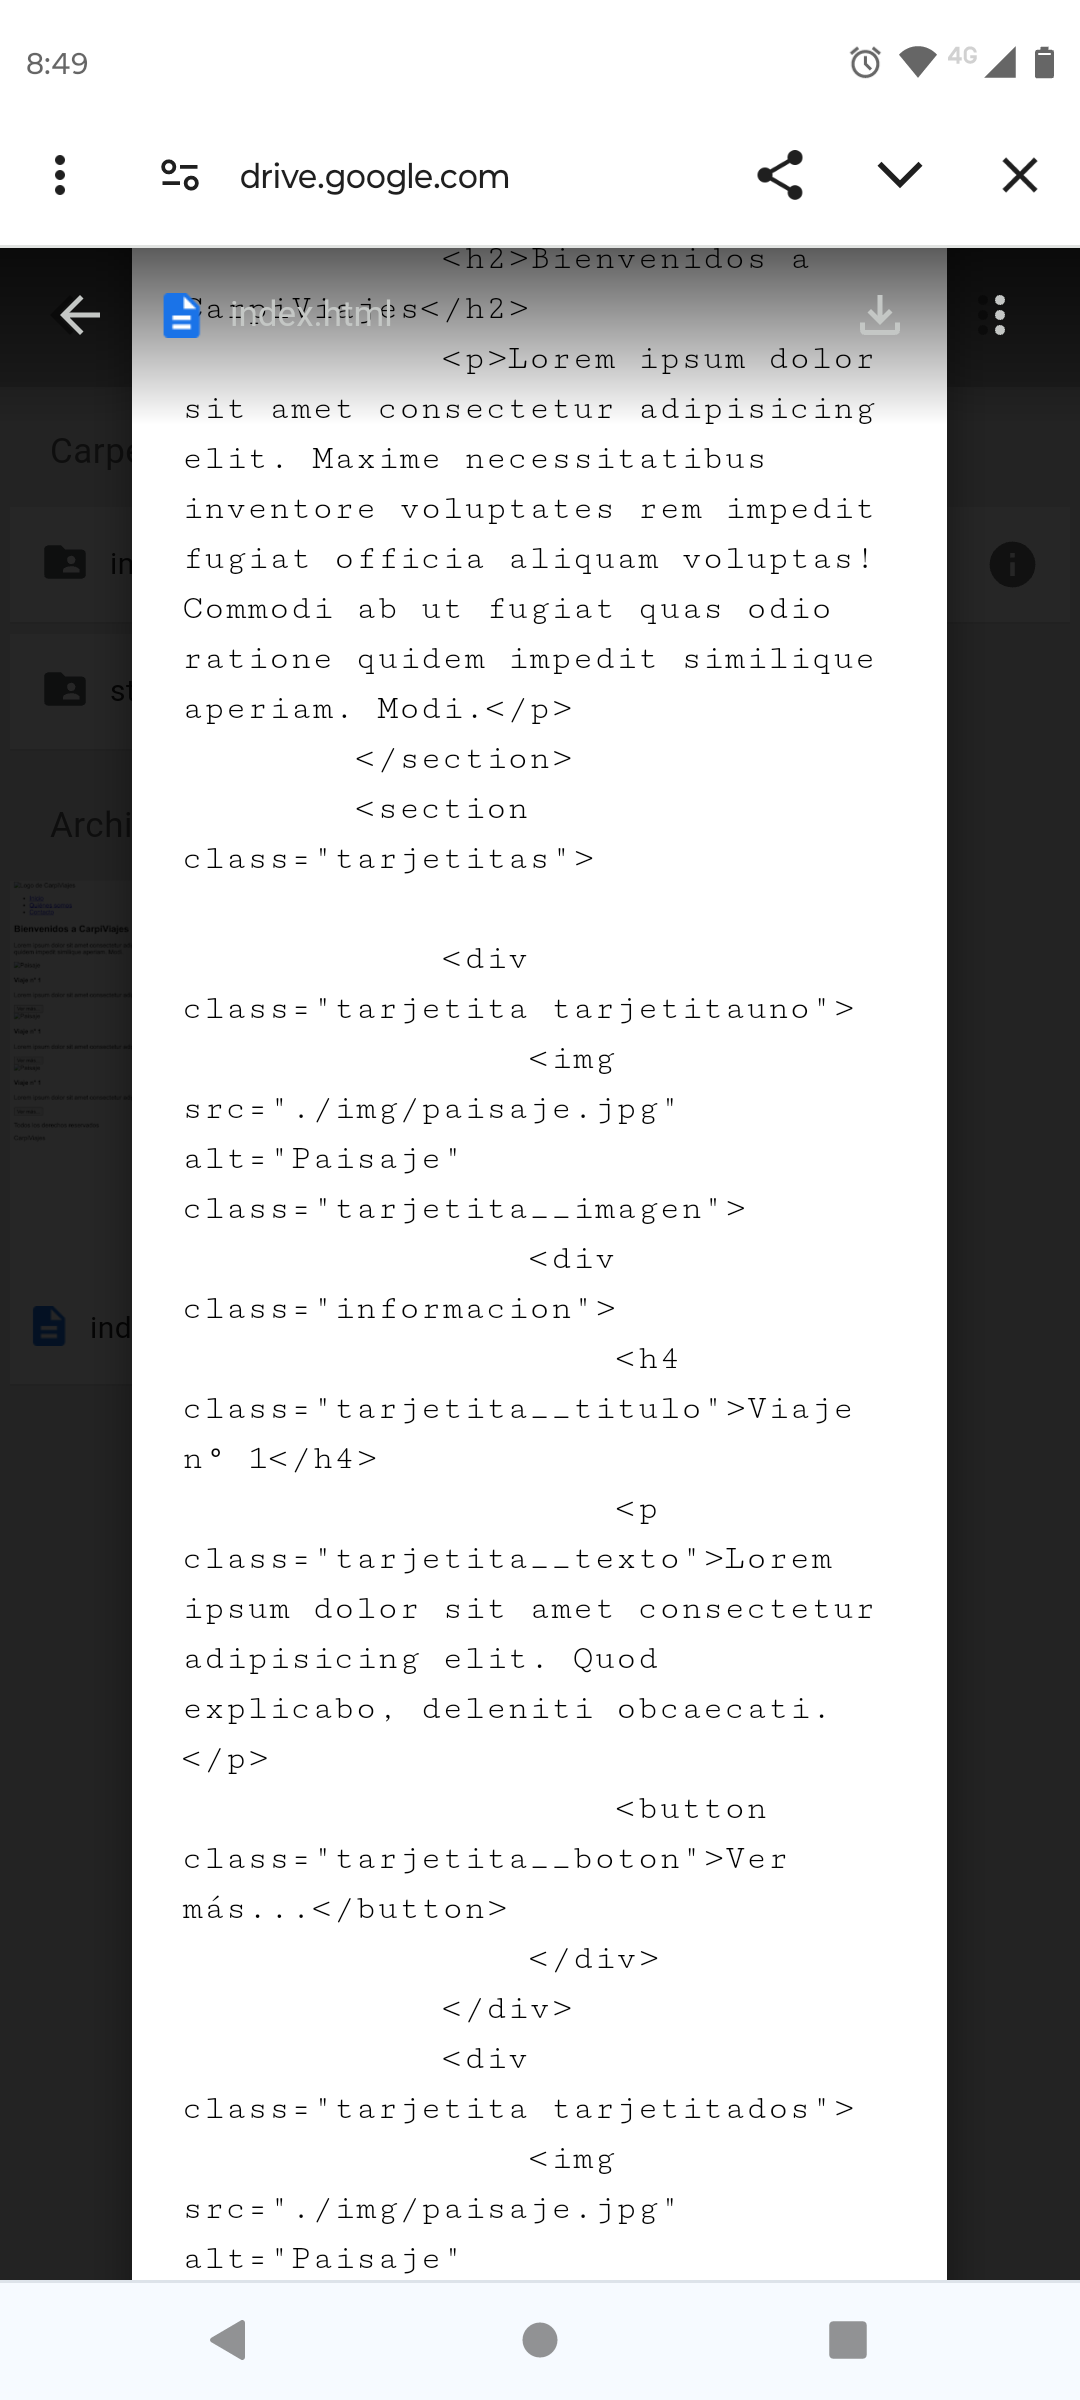 8:49
4G
drive.google.com
<h2>Bienvenidos a
CarpiViajes</h2>
index.html
<p>Lorem ipsum dolor
sit amet consectetur adipisicing
elit. Maxime necessitatibus
inventore voluptates rem impedit
fugiat officia aliquam voluptas!
Commodi ab ut fugiat quas odio
ratione quidem impedit similique
aperiam. Modi.</p>
</section>
<section
class="tarjetitas">
<div
class="tarjetita tarjetitauno">
<img
src="./img/paisaje.jpg"
alt="Paisaje"
class="tarjetita__imagen">
<div
class="informacion">
<h4
class="tarjetita__titulo">Viaje
n° 1</h4>
<p
class="tarjetita__texto">Lorem
ipsum dolor sit amet consectetur
adipisicing elit. Quod
explicabo, deleniti obcaecati.
</p>
<button
class="tarjetita__boton">Ver
más...</button>
</div>
</div>
<div
class="tarjetita tarjetitados">
<img
src="./img/paisaje.jpg"
alt="Paisaje"
Carpe
in
st
Archi
Bienvenidos a CarpiViajes
ind